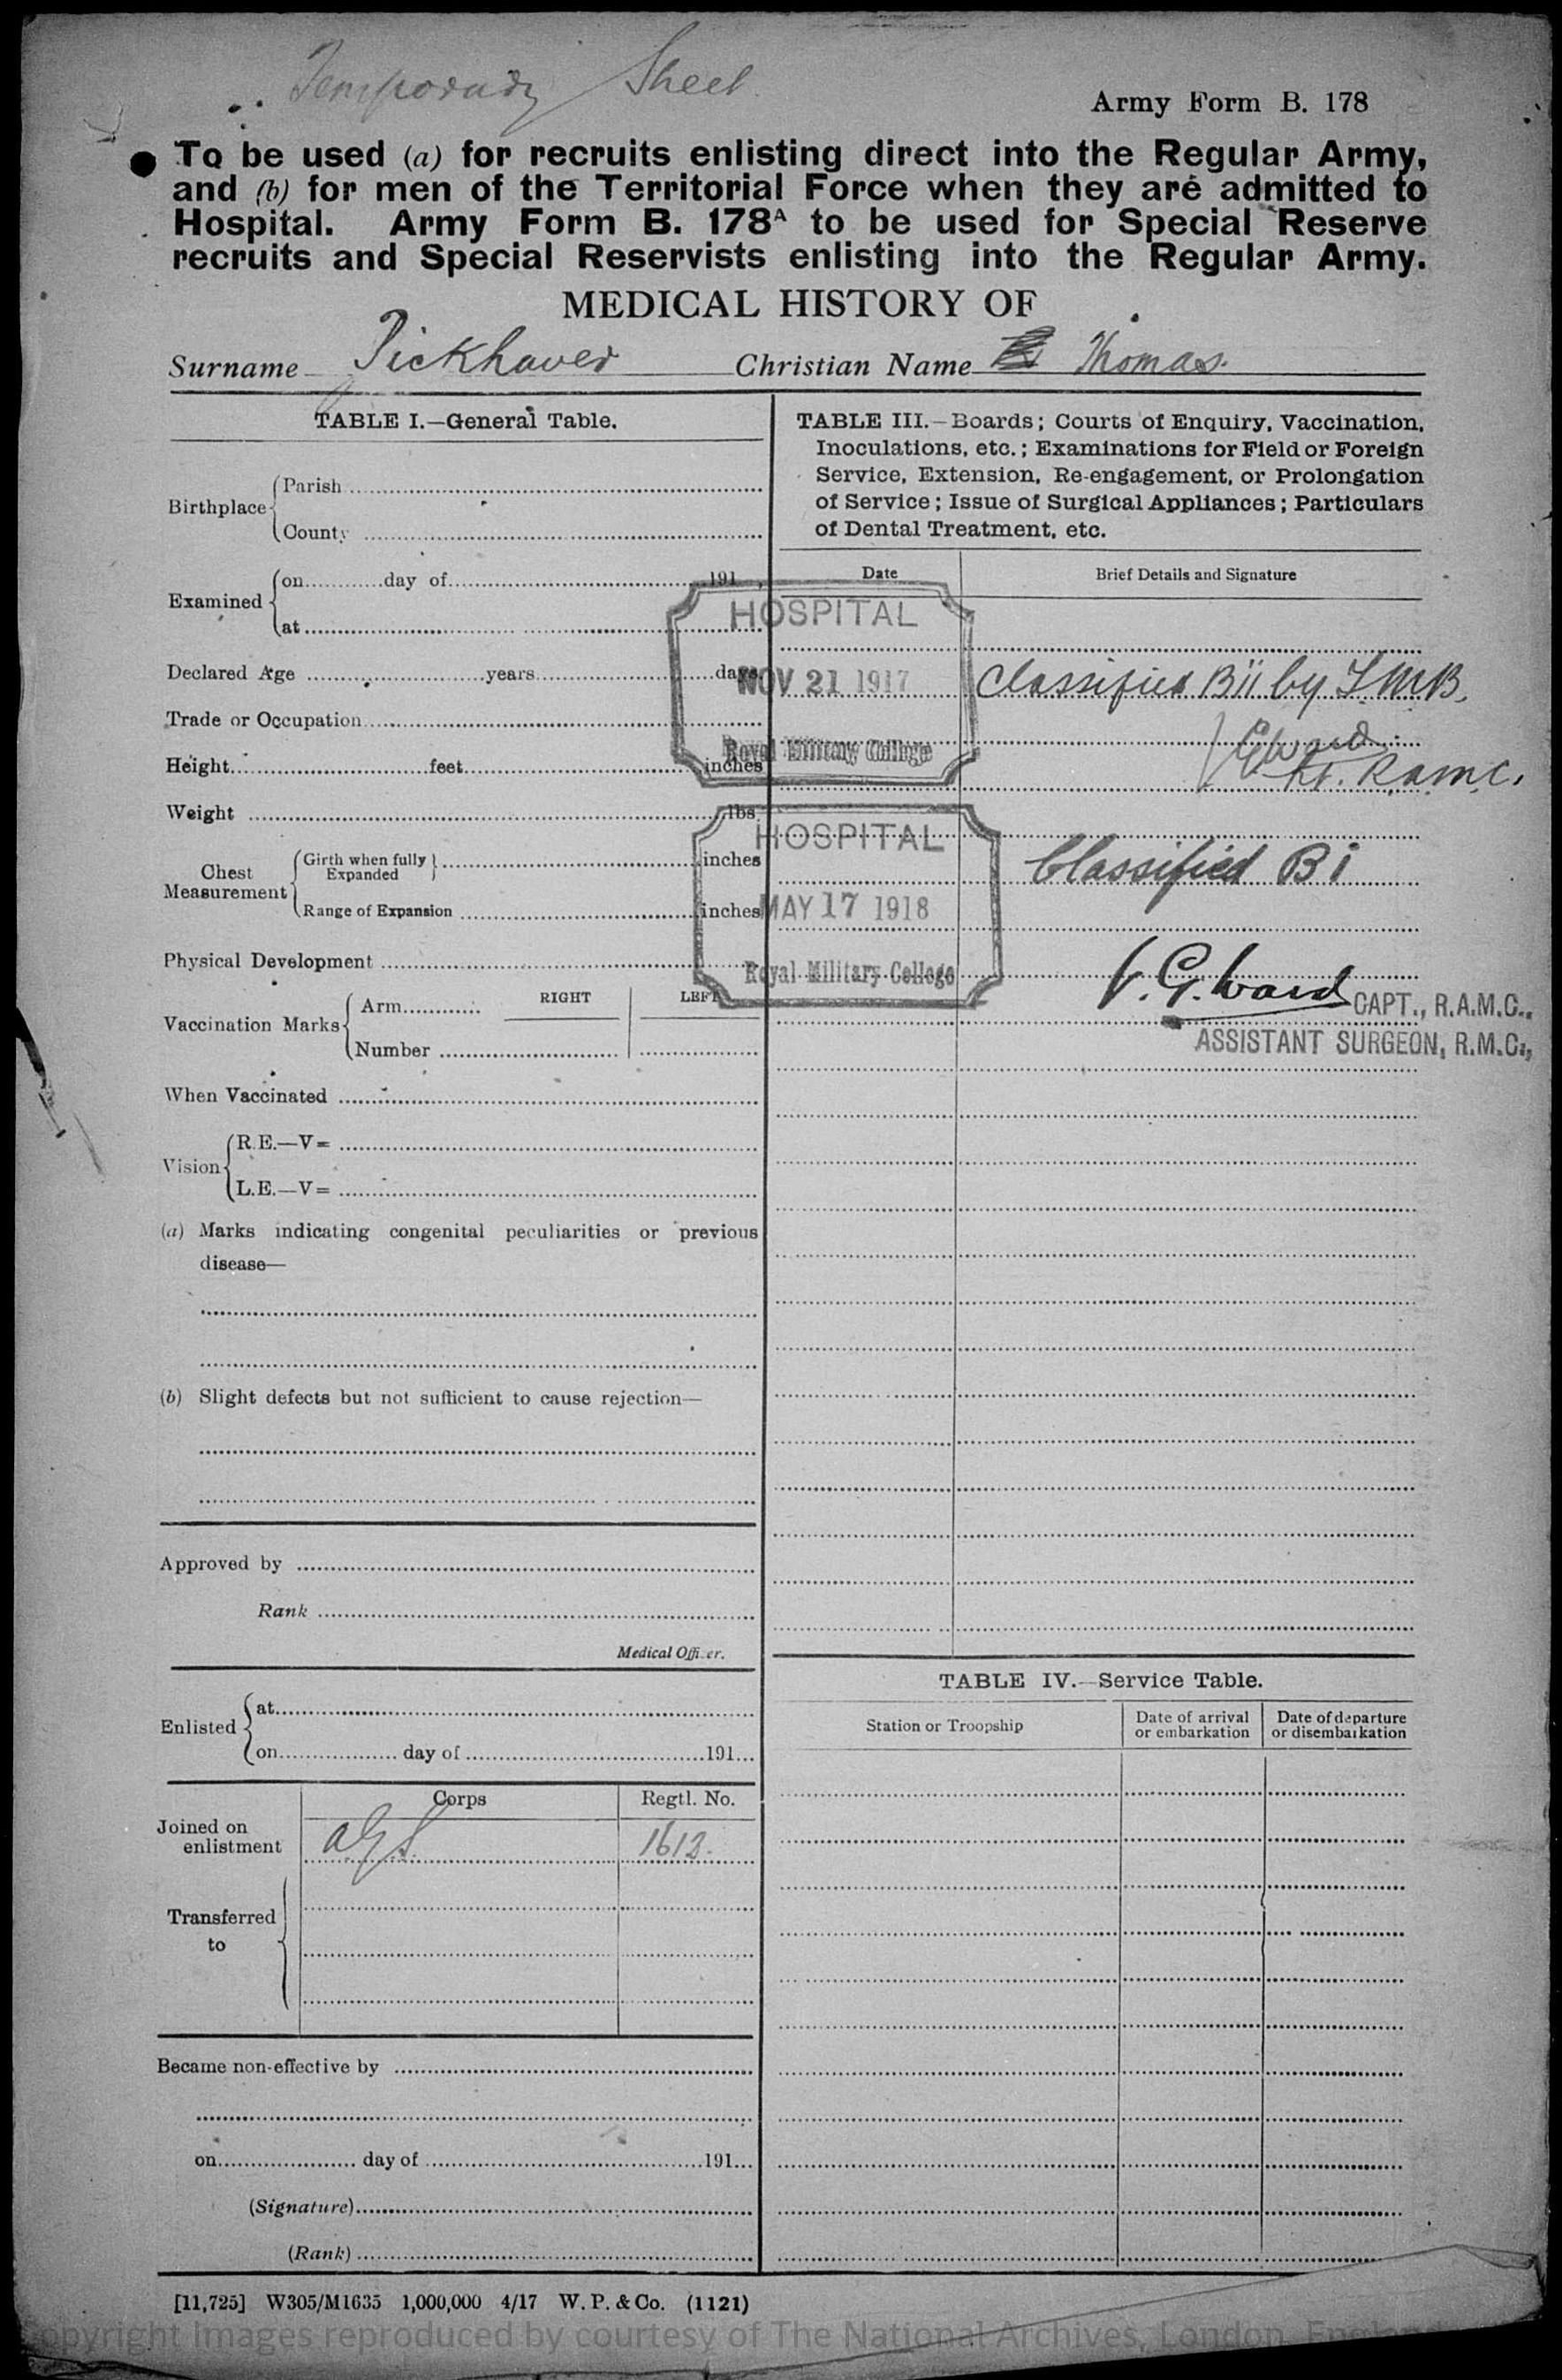 Temporary Sheet
Army Form B. 178
To be used (a) for recruits enlisting direct into the Regular Army,
and (b) for men of the Territorial Force when they are admitted to
Hospital. Army Form B. 178A to be used for Special Reserve
recruits and Special Reservists enlisting into the Regular Army.
MEDICAL HISTORY OF
Surname Pickhaver Christian Name Thomas.
TABLE I.—General Table.
Birthplace
Parish
County
Examined
on day of 191
at
Declared Age years days
Trade or Occupation
Height feet inches
Weight lbs.
Chest Measurement
Girth when fully Expanded inches
Range of Expansion inches
Physical Development
Vaccination Marks
Arm RIGHT LEFT
Number
When Vaccinated
Vision
R.E.—V=
L.E.—V=
(a) Marks indicating congenital peculiarities or previous
disease—
(b) Slight defects but not sufficient to cause rejection—
Approved by
Rank
Medical Officer.
Enlisted
at
on day of 191
Corps Regtl. No.
Joined on
enlistment
1613.
Transferred
to
Became non-effective by
on day of 191
(Signature)
(Rank)
TABLE III.—Boards; Courts of Enquiry, Vaccination,
Inoculations, etc.; Examinations for Field or Foreign
Service, Extension, Re-engagement, or Prolongation
of Service; Issue of Surgical Appliances; Particulars
of Dental Treatment, etc.
Date Brief Details and Signature
HOSPITAL
NOV 21 1917
Royal Military College
Classified Bii by T.M.B.
Ward
Lt. R.a.m.c.
HOSPITAL
MAY 17 1918
Royal Military College
Classified Bi
V. G. Ward CAPT., R.A.M.C.,
ASSISTANT SURGEON, R.M.C.,
TABLE IV.—Service Table.
Station or Troopship
Date of arrival
or embarkation
Date of departure
or disembarkation
[11,725] W305/M1635 1,000,000 4/17 W. P. & Co. (1121)
Copyright Images reproduced by courtesy of The National Archives, London, England